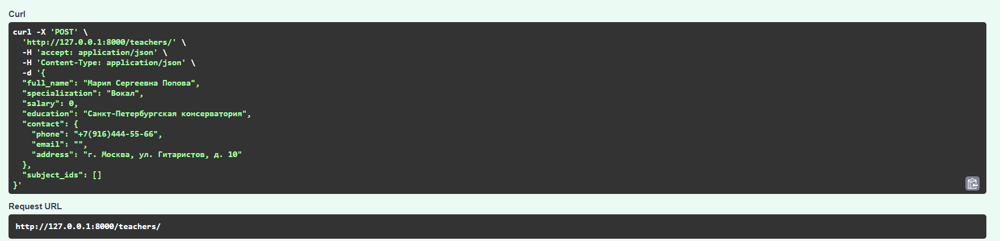 Curl
curl -X 'POST' \
  'http://127.0.0.1:8000/teachers/' \
  -H 'accept: application/json' \
  -H 'Content-Type: application/json' \
  -d '{
  "full_name": "Мария Сергеевна Попова",
  "specialization": "Вокал",
  "salary": 0,
  "education": "Санкт-Петербургская консерватория",
  "contact": {
    "phone": "+7(916)444-55-66",
    "email": "",
    "address": "г. Москва, ул. Гитаристов, д. 10"
  },
  "subject_ids": []
}'
Request URL
http://127.0.0.1:8000/teachers/